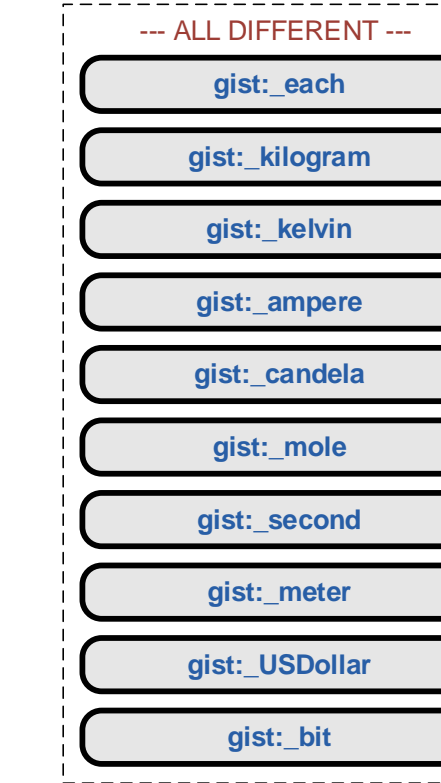 --- ALL DIFFERENT ---
gist:_each
gist:_kilogram
gist:_kelvin
gist:_ampere
gist:_candela
gist:_mole
gist:_second
gist:_meter
gist:_USDollar
gist:_bit